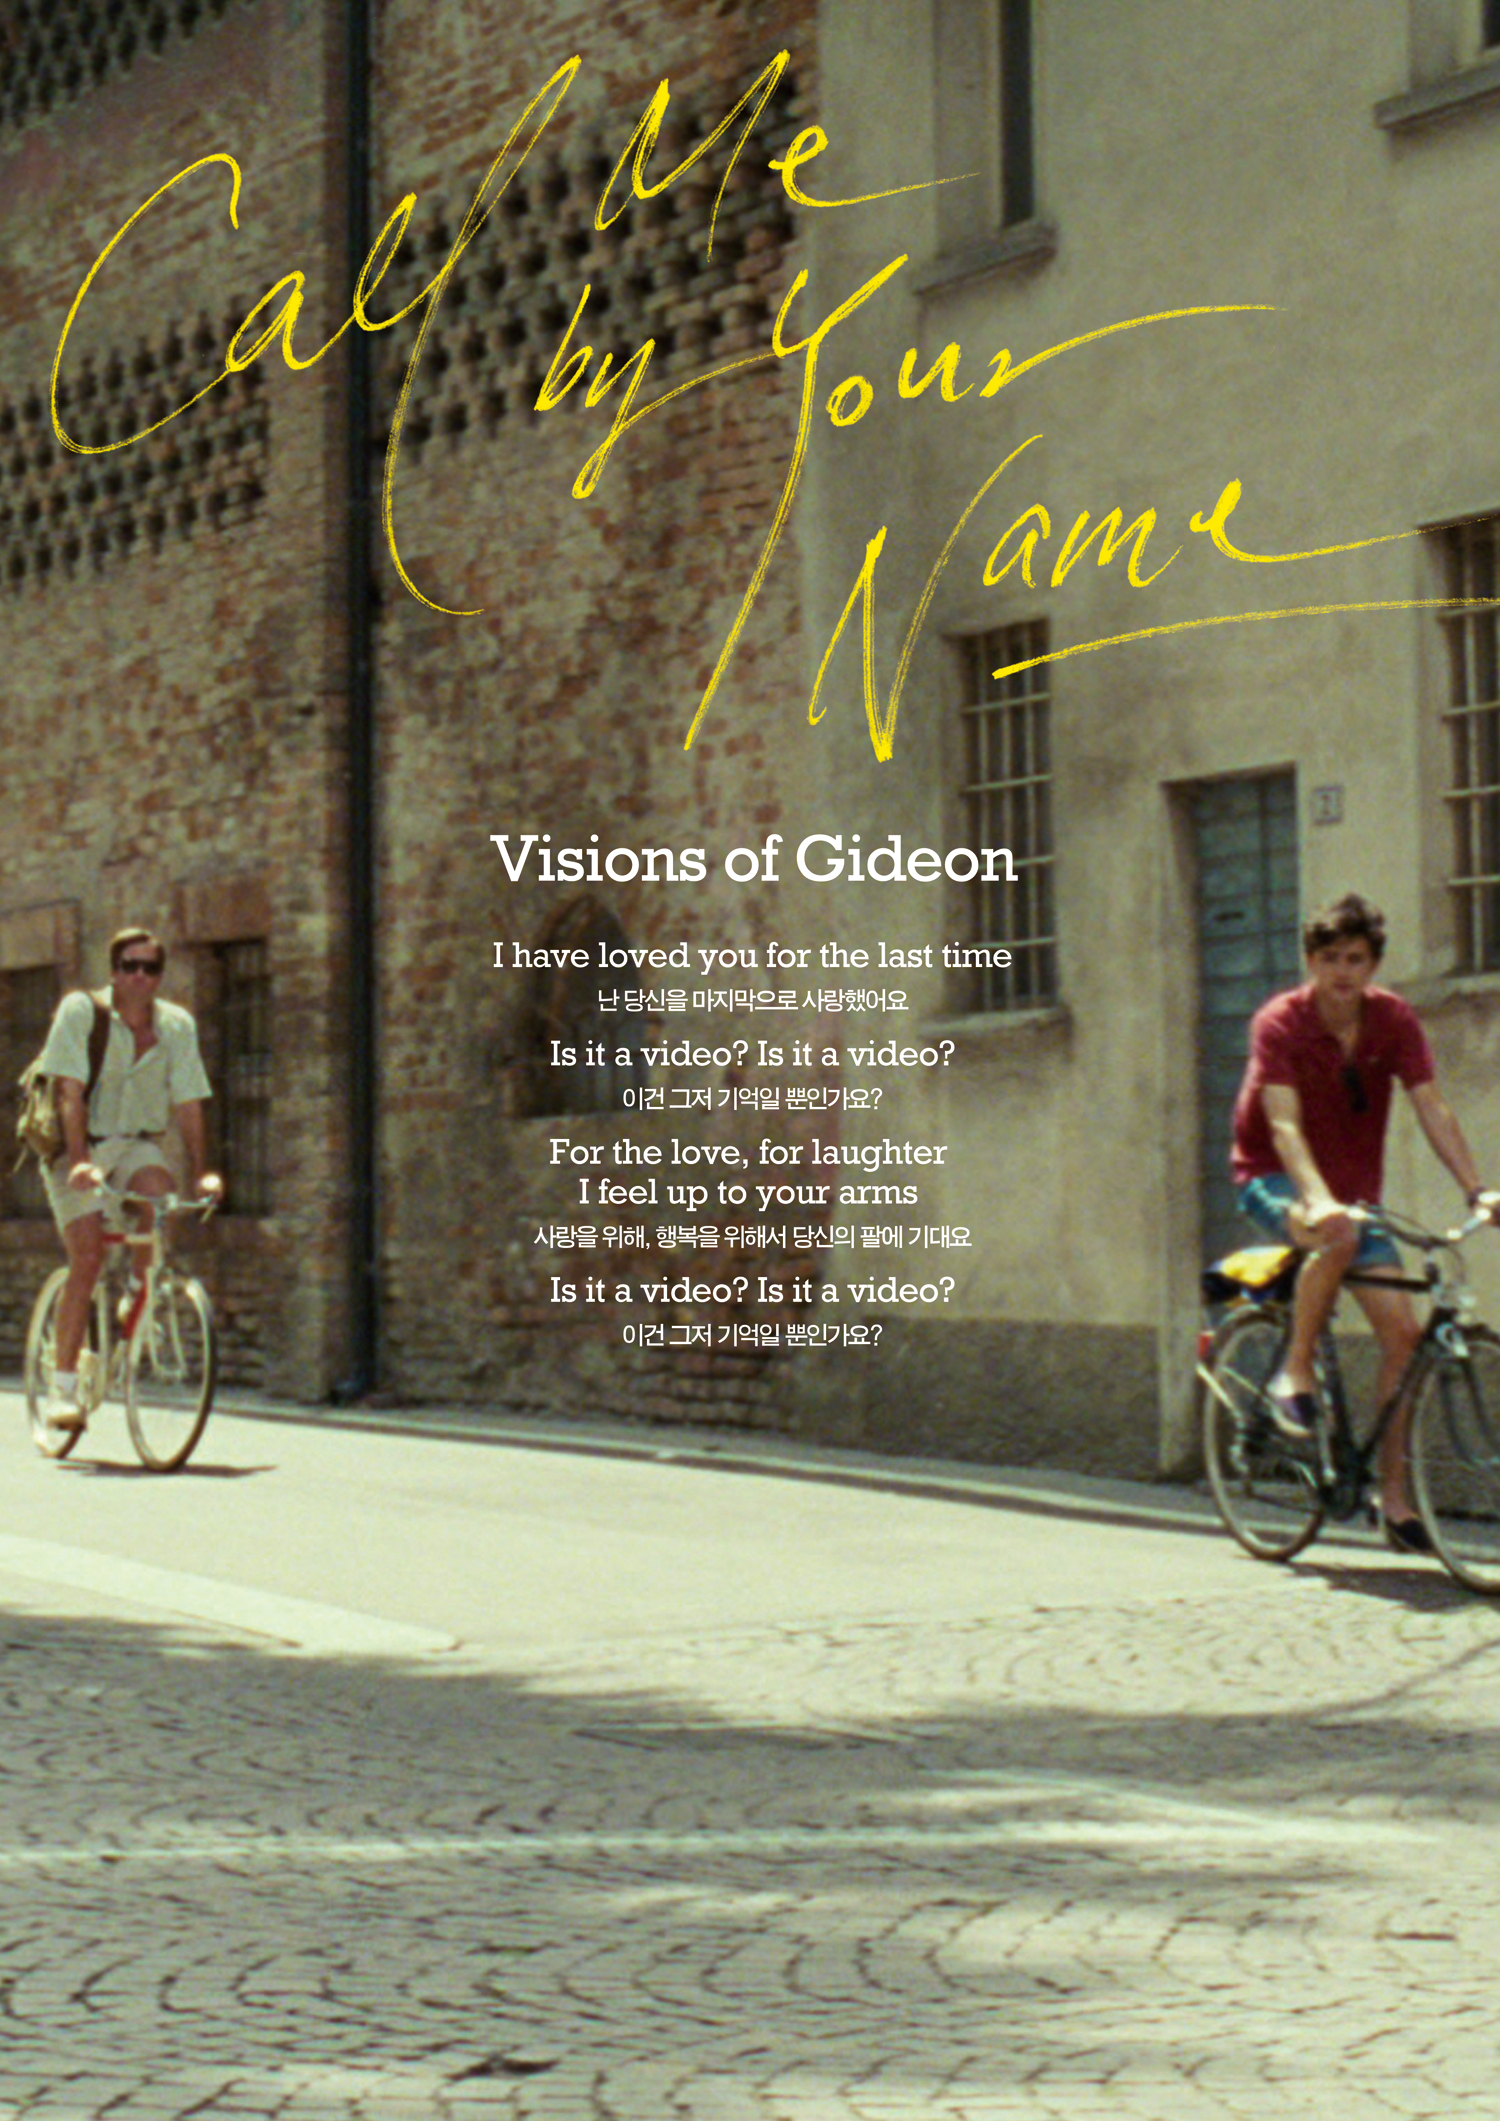 Call Me
by Your
Name
Visions of Gideon
I have loved you for the last time
난 당신을 마지막으로 사랑했어요
Is it a video? Is it a video?
이건 그저 기억일 뿐인가요?
For the love, for laughter
I feel up to your arms
사랑을 위해, 행복을 위해서 당신의 팔에 기대요
Is it a video? Is it a video?
이건 그저 기억일 뿐인가요?